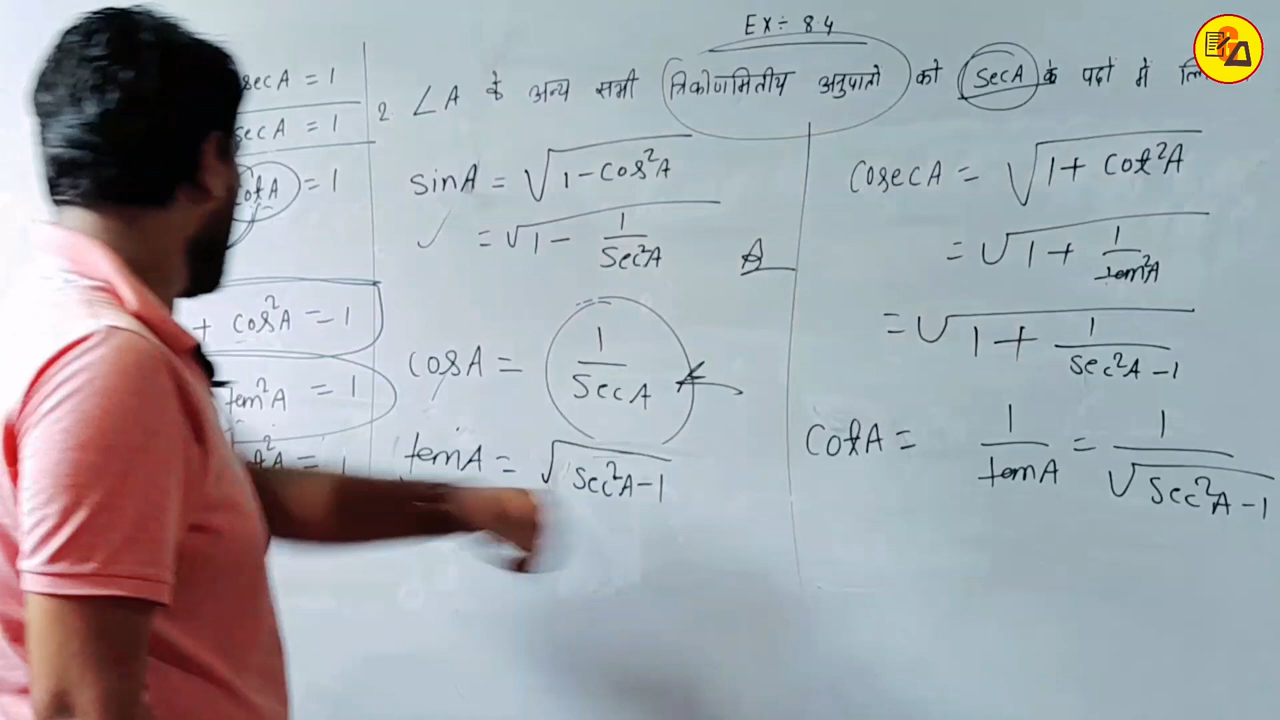 Ex÷ 8.4
2. ∠A के अन्य सभी त्रिकोणमितीय अनुपातों को SecA के पदों में लि
secA = 1
secA = 1
cotA = 1
+ cos²A = 1
tan²A = 1
cot²A = 1
sinA = √(1 - cos²A)
= √(1 - 1/sec²A)
cosA = 1/SecA
tanA = √(sec²A - 1)
cosecA = √(1 + cot²A)
= √(1 + 1/tan²A)
= √(1 + 1/(sec²A - 1))
cotA = 1/tanA = 1/√(sec²A - 1)